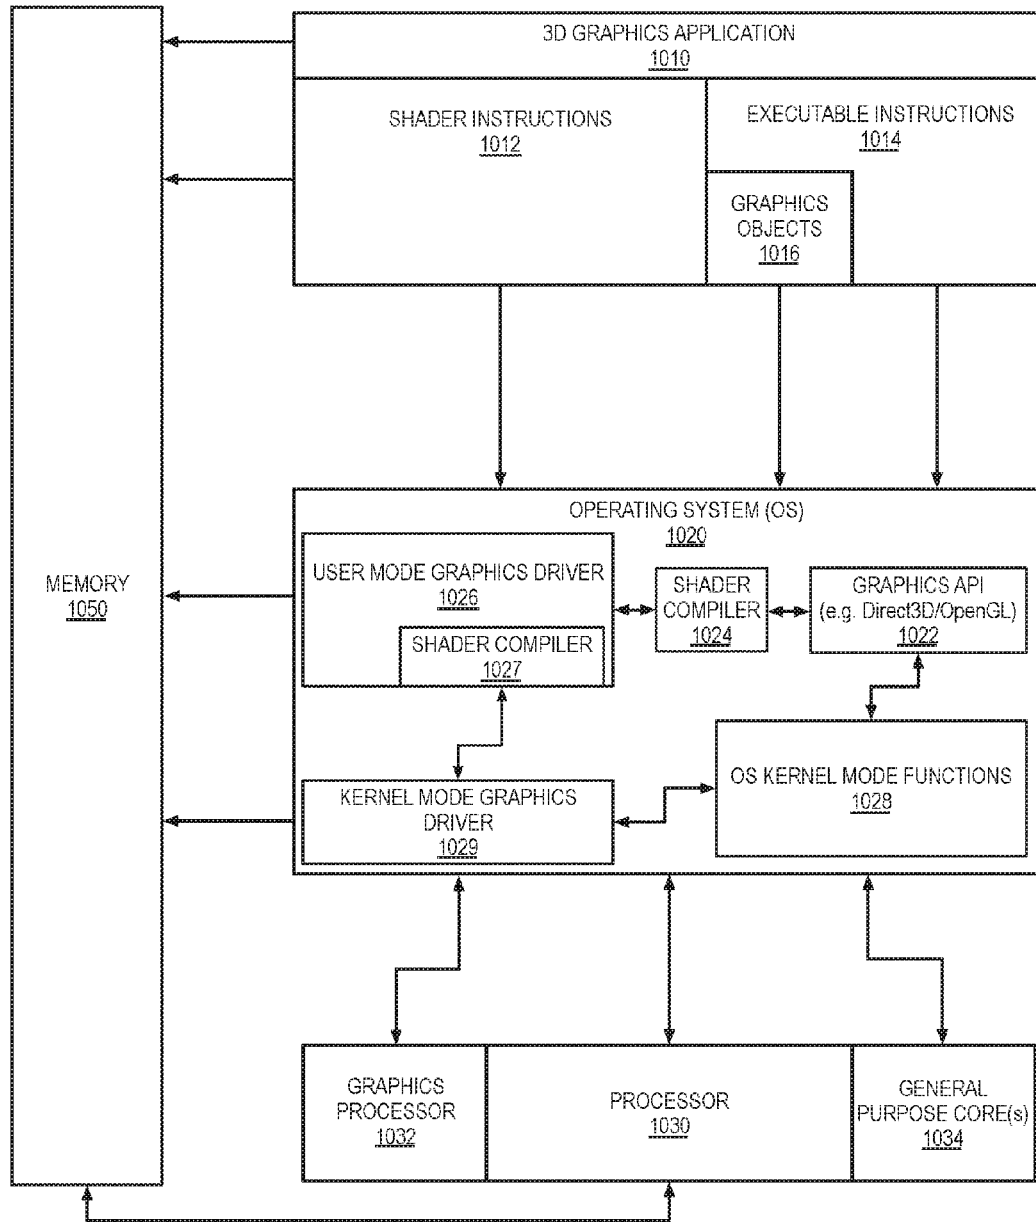 3D GRAPHICS APPLICATION
1010
SHADER INSTRUCTIONS
1012
EXECUTABLE INSTRUCTIONS
1014
GRAPHICS
OBJECTS
1016
MEMORY
1050
OPERATING SYSTEM (OS)
1020
USER MODE GRAPHICS DRIVER
1026
SHADER COMPILER
1027
SHADER
COMPILER
1024
GRAPHICS API
(e.g. Direct3D/OpenGL)
1022
KERNEL MODE GRAPHICS
DRIVER
1029
OS KERNEL MODE FUNCTIONS
1028
GRAPHICS
PROCESSOR
1032
PROCESSOR
1030
GENERAL
PURPOSE CORE(s)
1034